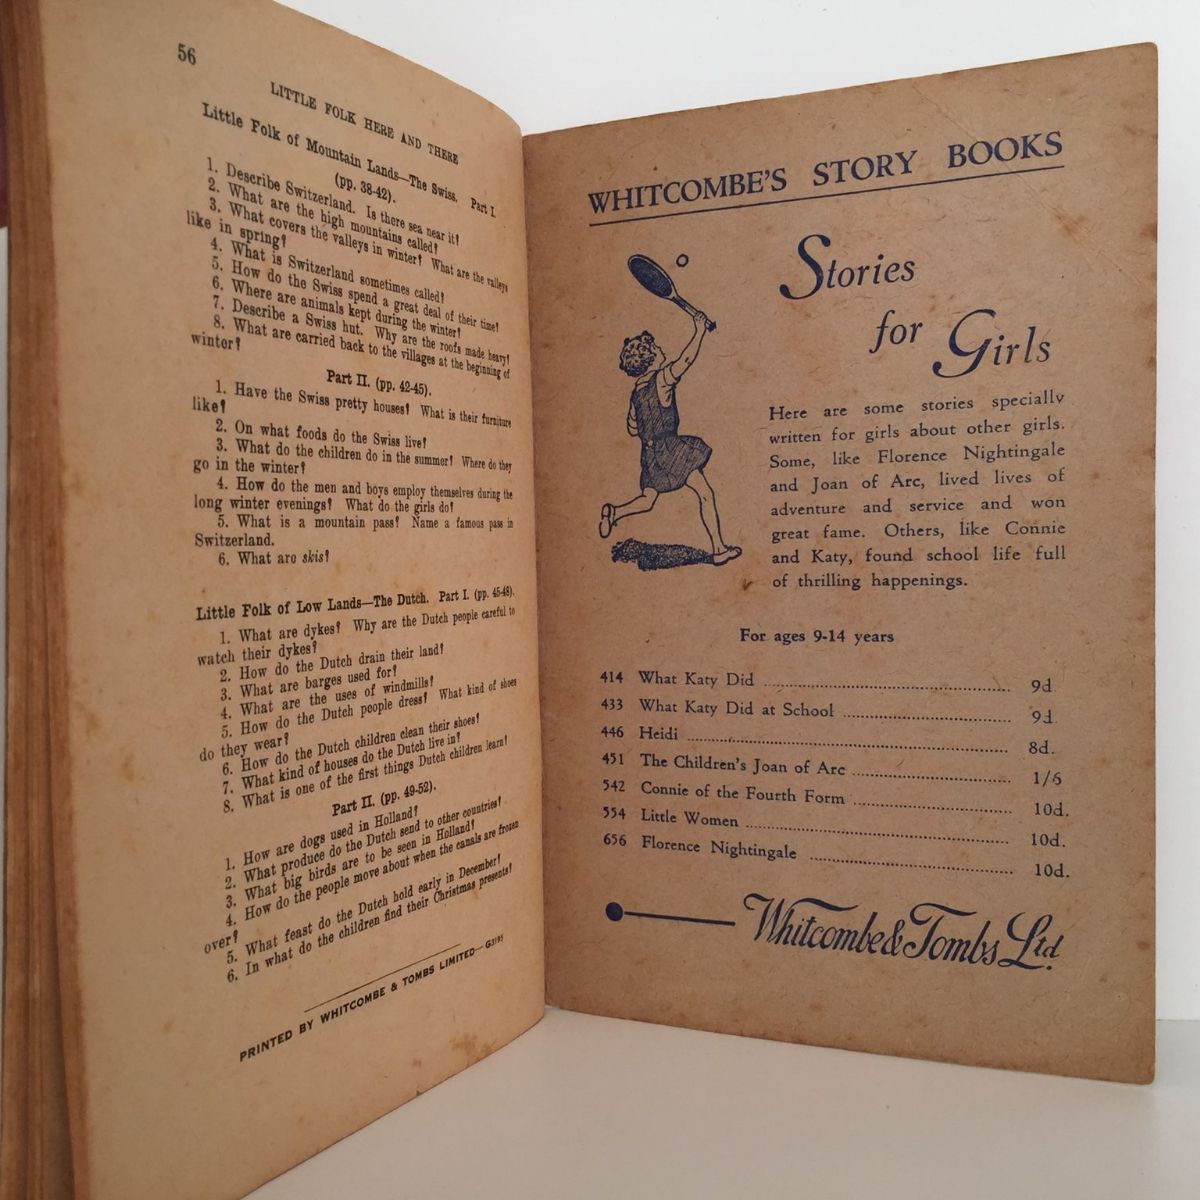 56
LITTLE FOLK HERE AND THERE
Little Folk of Mountain Lands—The Swiss. Part I.
(pp. 38-42).
1. Describe Switzerland. Is there sea near it?
2. What are the high mountains called?
3. What covers the valleys in winter? What are the valleys
like in spring?
4. What is Switzerland sometimes called?
5. How do the Swiss spend a great deal of their time?
6. Where are animals kept during the winter?
7. Describe a Swiss hut. Why are the roofs made heavy?
8. What are carried back to the villages at the beginning of
winter?
Part II. (pp. 42-45).
1. Have the Swiss pretty houses? What is their furniture
like?
2. On what foods do the Swiss live?
3. What do the children do in the summer? Where do they
go in the winter?
4. How do the men and boys employ themselves during the
long winter evenings? What do the girls do?
5. What is a mountain pass? Name a famous pass in
Switzerland.
6. What are skis?
Little Folk of Low Lands—The Dutch. Part I. (pp. 45-48).
1. What are dykes? Why are the Dutch people careful to
watch their dykes?
2. How do the Dutch drain their land?
3. What are barges used for?
4. What are the uses of windmills?
5. How do the Dutch people dress? What kind of shoes
do they wear?
6. How do the Dutch children clean their shoes?
7. What kind of houses do the Dutch live in?
8. What is one of the first things Dutch children learn?
Part II. (pp. 49-52).
1. How are dogs used in Holland?
2. What produce do the Dutch send to other countries?
3. What big birds are to be seen in Holland?
4. How do the people move about when the canals are frozen
over?
5. What feast do the Dutch hold early in December?
6. In what do the children find their Christmas presents?
PRINTED BY WHITCOMBE & TOMBS LIMITED—G3195
WHITCOMBE'S STORY BOOKS
Stories
for Girls
Here are some stories specially
written for girls about other girls.
Some, like Florence Nightingale
and Joan of Arc, lived lives of
adventure and service and won
great fame. Others, like Connie
and Katy, found school life full
of thrilling happenings.
For ages 9-14 years
414 What Katy Did 9d.
433 What Katy Did at School 9d.
446 Heidi 8d.
451 The Children's Joan of Arc 1/6
542 Connie of the Fourth Form 10d.
554 Little Women 10d.
656 Florence Nightingale 10d.
Whitcombe & Tombs Ltd.